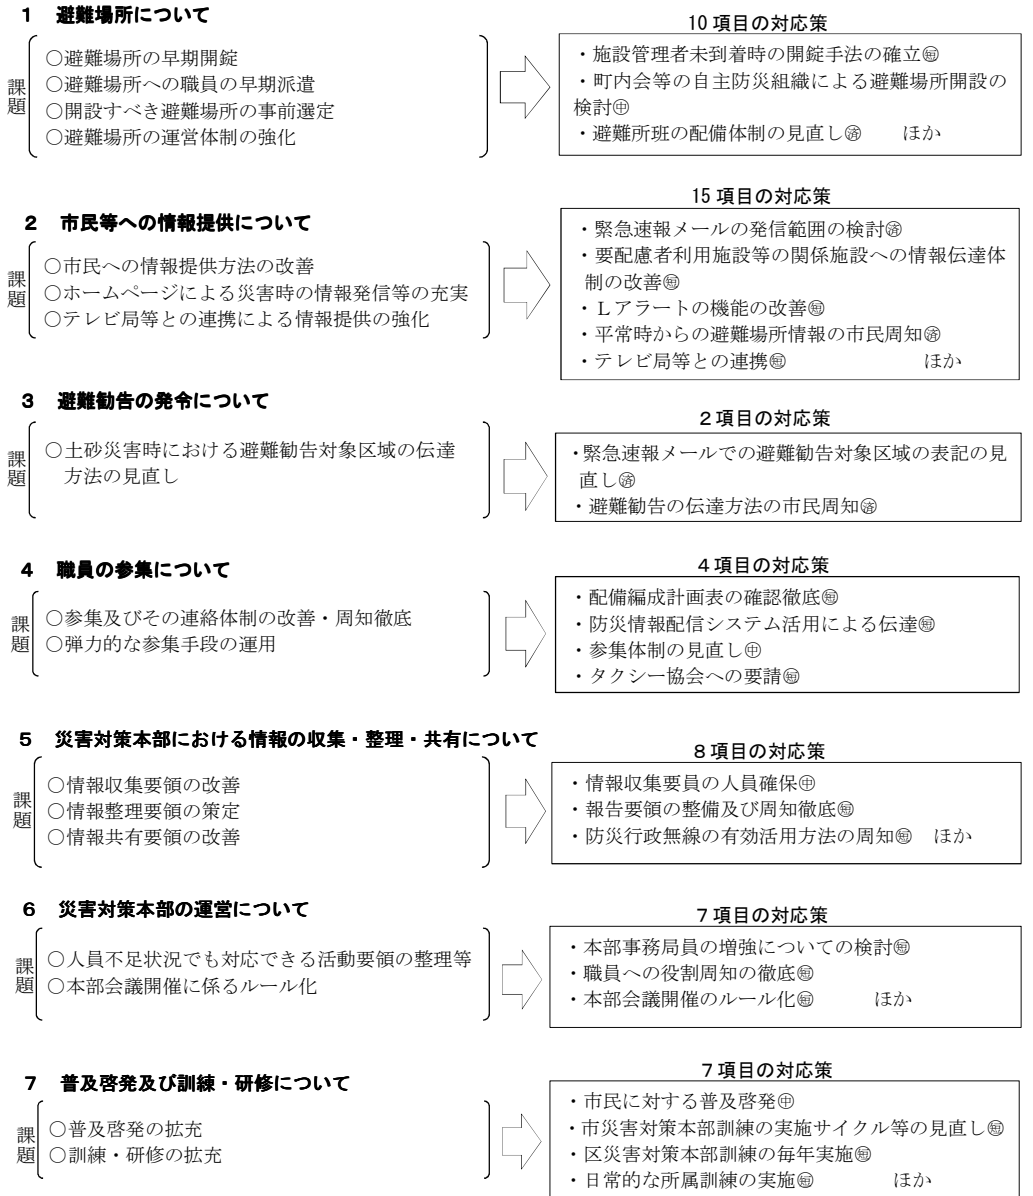 1 避難場所について
課題
○避難場所の早期開錠
○避難場所への職員の早期派遣
○開設すべき避難場所の事前選定
○避難場所の運営体制の強化
10項目の対応策
・施設管理者未到着時の開錠手法の確立㊢
・町内会等の自主防災組織による避難場所開設の
検討㊥
・避難所班の配備体制の見直し済 ほか
2 市民等への情報提供について
課題
○市民への情報提供方法の改善
○ホームページによる災害時の情報発信等の充実
○テレビ局等との連携による情報提供の強化
15項目の対応策
・緊急速報メールの発信範囲の検討済
・要配慮者利用施設等の関係施設への情報伝達体
制の改善短
・Lアラートの機能の改善短
・平常時からの避難場所情報の市民周知済
・テレビ局等との連携短 ほか
3 避難勧告の発令について
課題
○土砂災害時における避難勧告対象区域の伝達
方法の見直し
2項目の対応策
・緊急速報メールでの避難勧告対象区域の表記の見
直し済
・避難勧告の伝達方法の市民周知済
4 職員の参集について
課題
○参集及びその連絡体制の改善・周知徹底
○弾力的な参集手段の運用
4項目の対応策
・配備編成計画表の確認徹底短
・防災情報配信システム活用による伝達短
・参集体制の見直し㊥
・タクシー協会への要請短
5 災害対策本部における情報の収集・整理・共有について
課題
○情報収集要領の改善
○情報整理要領の策定
○情報共有要領の改善
8項目の対応策
・情報収集要員の人員確保㊥
・報告要領の整備及び周知徹底短
・防災行政無線の有効活用方法の周知短 ほか
6 災害対策本部の運営について
課題
○人員不足状況でも対応できる活動要領の整理等
○本部会議開催に係るルール化
7項目の対応策
・本部事務局員の増強についての検討短
・職員への役割周知の徹底短
・本部会議開催のルール化短 ほか
7 普及啓発及び訓練・研修について
課題
○普及啓発の拡充
○訓練・研修の拡充
7項目の対応策
・市民に対する普及啓発㊥
・市災害対策本部訓練の実施サイクル等の見直し短
・区災害対策本部訓練の毎年実施短
・日常的な所属訓練の実施短 ほか